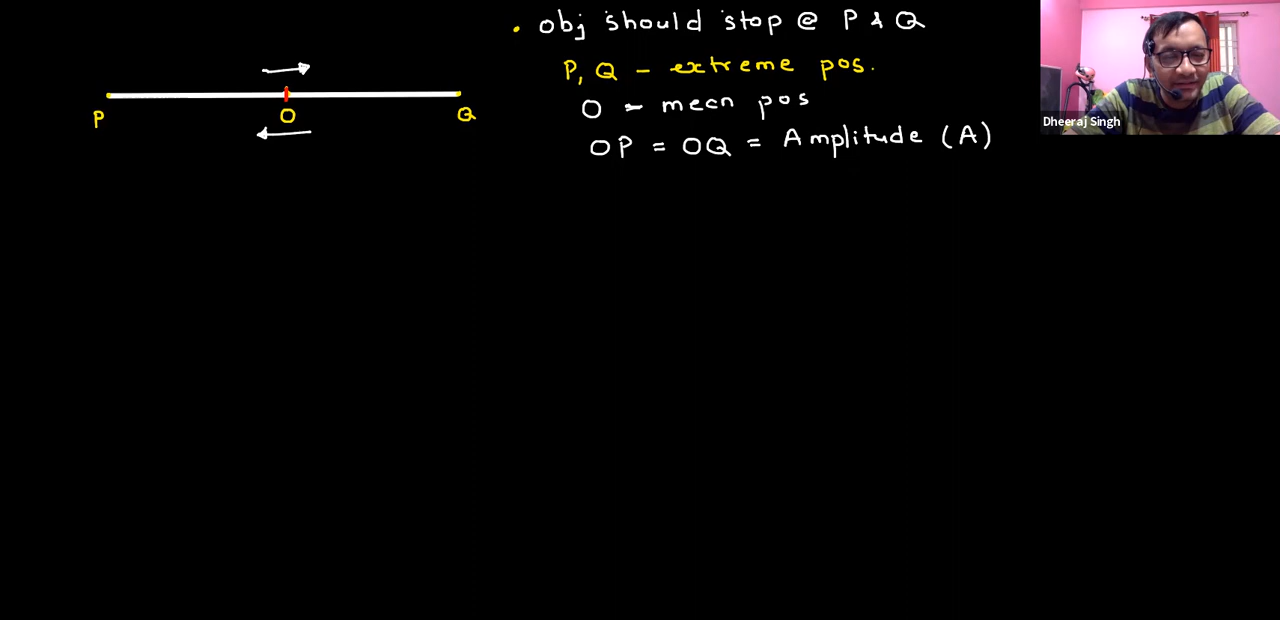 • obj should stop @ P & Q
P, Q - extreme pos.
O - mean pos
OP = OQ = Amplitude (A)
P O Q
Dheeraj Singh